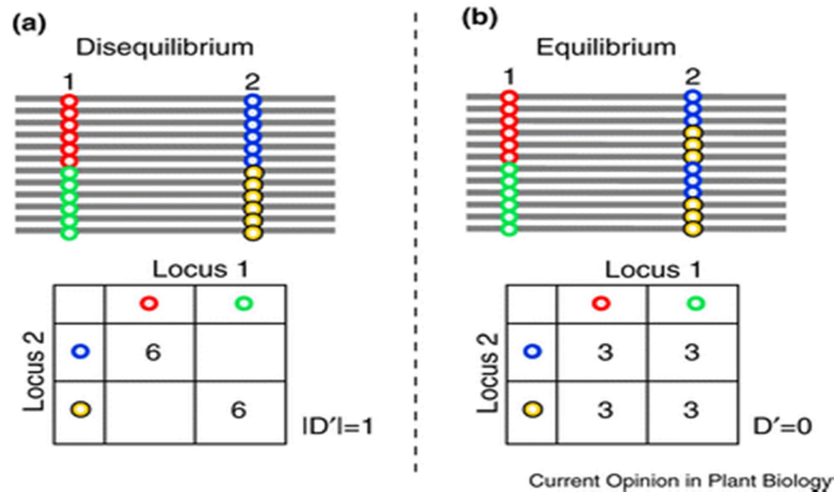 (a)
Disequilibrium
1 2
Locus 1
Locus 2
6
6
|D′|=1
(b)
Equilibrium
1 2
Locus 1
Locus 2
3 3
3 3
D′=0
Current Opinion in Plant Biology